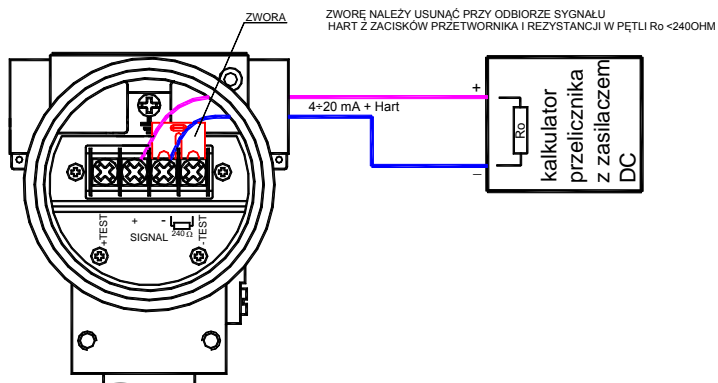 ZWORA
ZWORĘ NALEŻY USUNĄĆ PRZY ODBIORZE SYGNAŁU
HART Z ZACISKÓW PRZETWORNIKA I REZYSTANCJI W PĘTLI Ro <240OHM
+
4÷20 mA + Hart
–
Ro
kalkulator
przelicznika
z zasilaczem
DC
+TEST
+
-
SIGNAL
240 Ω
-TEST